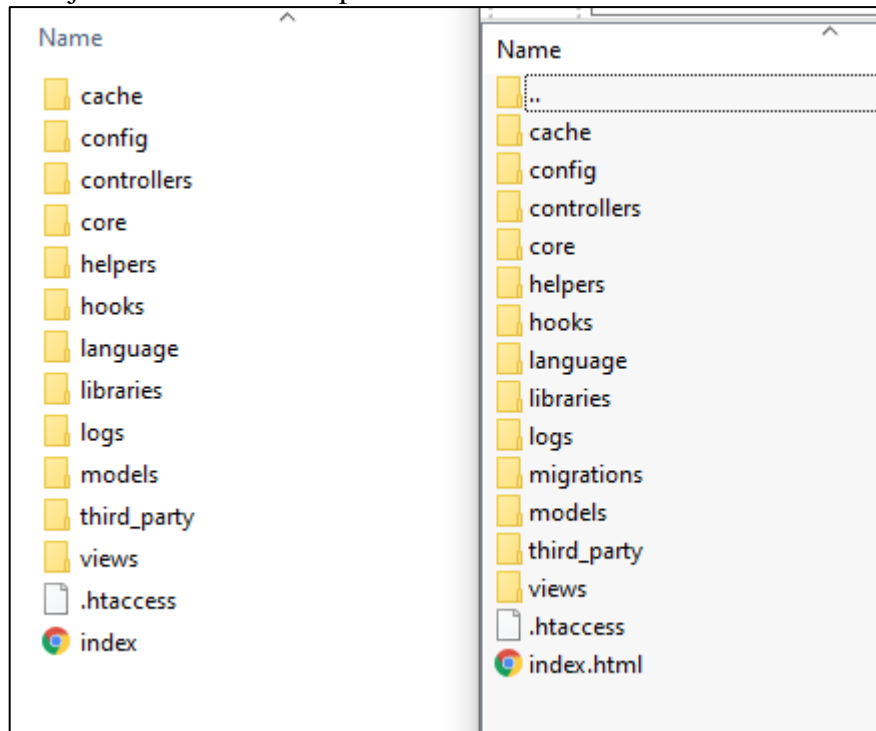 Name
cache
config
controllers
core
helpers
hooks
language
libraries
logs
models
third_party
views
.htaccess
index
Name
..
cache
config
controllers
core
helpers
hooks
language
libraries
logs
migrations
models
third_party
views
.htaccess
index.html